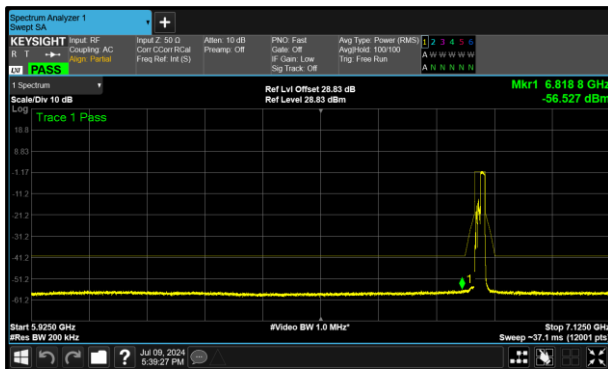 Spectrum Analyzer 1
Swept SA
KEYSIGHT
R T
LXI
PASS
Input: RF
Coupling: AC
Align: Partial
Input Z: 50 Ω
Corr CCorr RCal
Freq Ref: Int (S)
Atten: 10 dB
Preamp: Off
PNO: Fast
Gate: Off
IF Gain: Low
Sig Track: Off
Avg Type: Power (RMS)
Avg|Hold: 100/100
Trig: Free Run
1 2 3 4 5 6
A W W W W W
A N N N N N
1 Spectrum
Scale/Div 10 dB
Ref Lvl Offset 28.83 dB
Ref Level 28.83 dBm
Mkr1 6.818 8 GHz
-56.527 dBm
Log
Trace 1 Pass
18.8
8.83
-1.17
-11.2
-21.2
-31.2
-41.2
-51.2
-61.2
1
Start 5.9250 GHz
#Res BW 200 kHz
#Video BW 1.0 MHz*
Stop 7.1250 GHz
Sweep ~37.1 ms (12001 pts)
?
Jul 09, 2024
5:39:27 PM